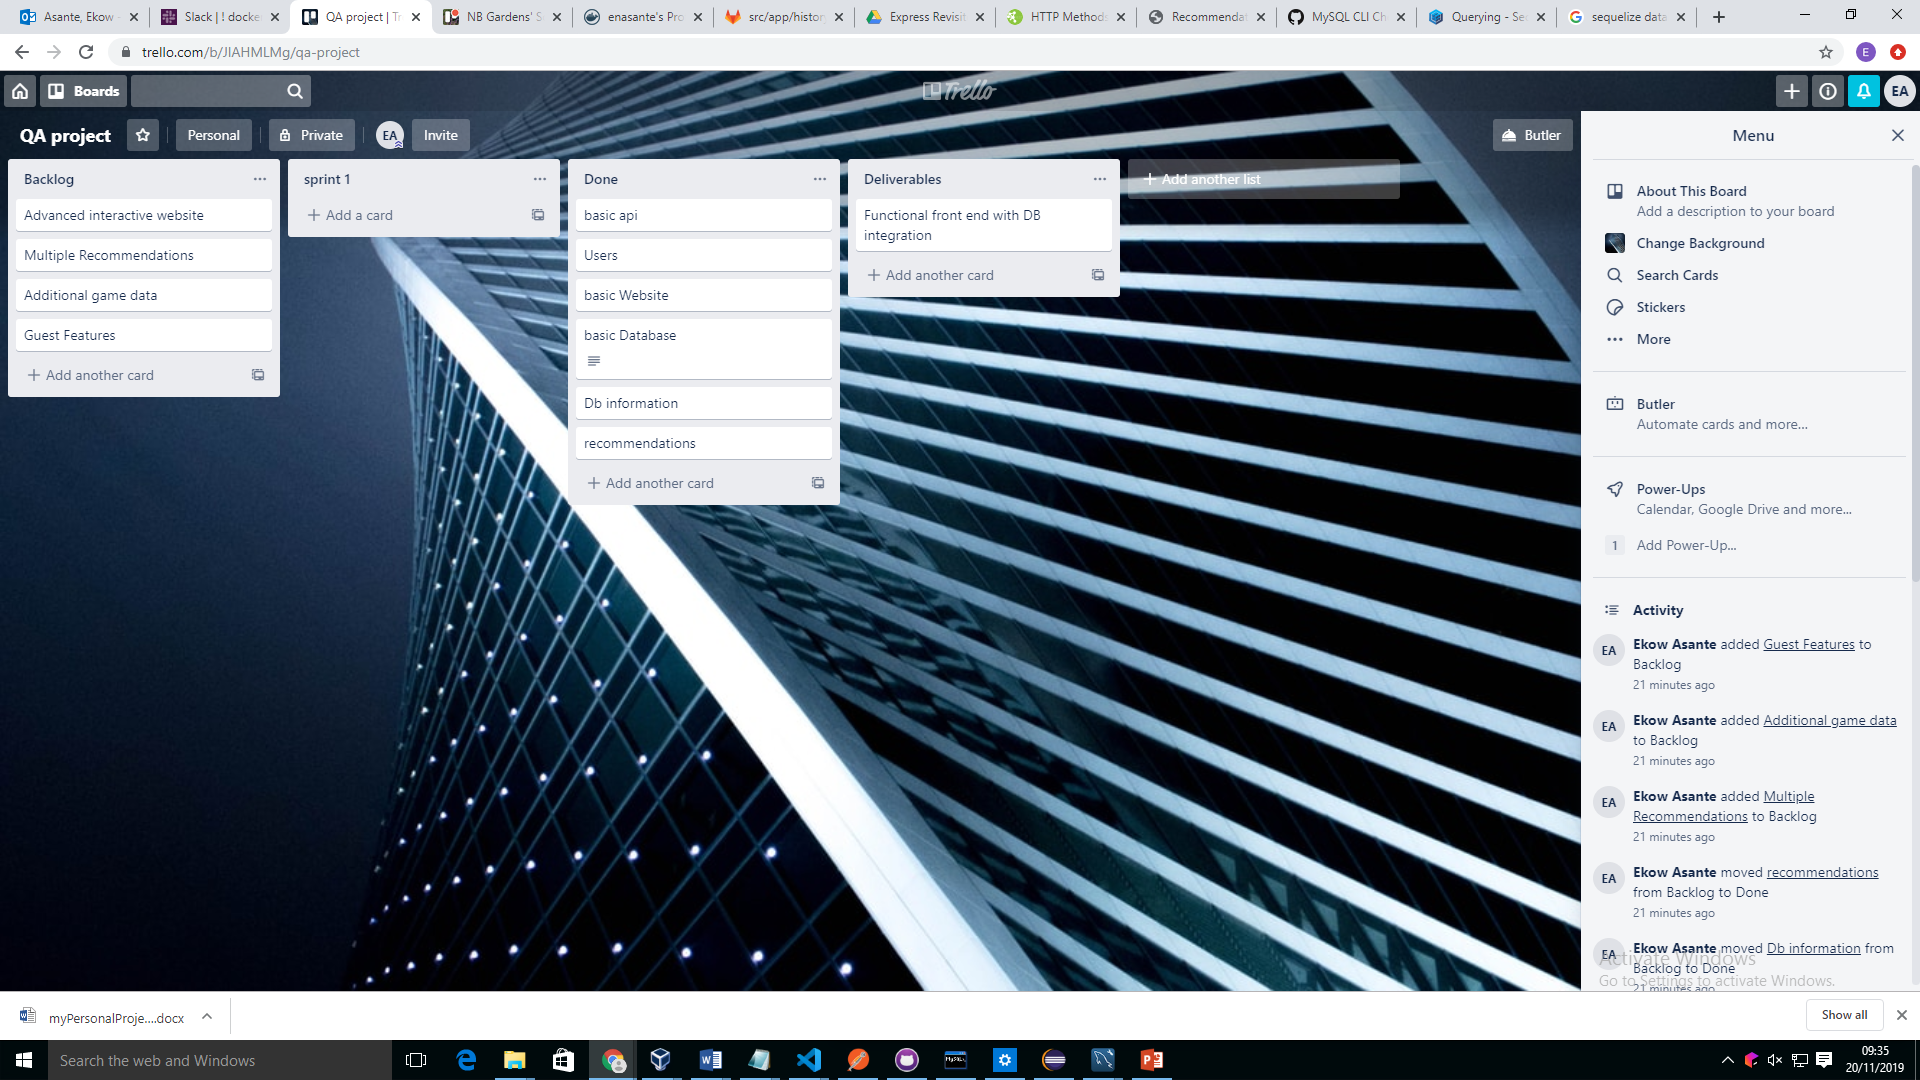 Asante, Ekow
Slack | ! docke
QA project | Tr
NB Gardens' S
enasante's Pro
src/app/histor
Express Revisit
HTTP Methods
Recommendat
MySQL CLI Ch
Querying - Se
sequelize data
trello.com/b/JIAHMLMg/qa-project
E
Boards
Trello
EA
QA project
Personal
Private
EA
Invite
Butler
Menu
Backlog
Advanced interactive website
Multiple Recommendations
Additional game data
Guest Features
Add another card
sprint 1
Add a card
Done
basic api
Users
basic Website
basic Database
Db information
recommendations
Add another card
Deliverables
Functional front end with DB
integration
Add another card
Add another list
About This Board
Add a description to your board
Change Background
Search Cards
Stickers
More
Butler
Automate cards and more...
Power-Ups
Calendar, Google Drive and more...
1 Add Power-Up...
Activity
EA Ekow Asante added Guest Features to
Backlog
21 minutes ago
EA Ekow Asante added Additional game data
to Backlog
21 minutes ago
EA Ekow Asante added Multiple
Recommendations to Backlog
21 minutes ago
EA Ekow Asante moved recommendations
from Backlog to Done
21 minutes ago
EA Ekow Asante moved Db information from
Backlog to Done
21 minutes ago
Activate Windows
Go to Settings to activate Windows.
myPersonalProje....docx
Show all
Search the web and Windows
09:35
20/11/2019